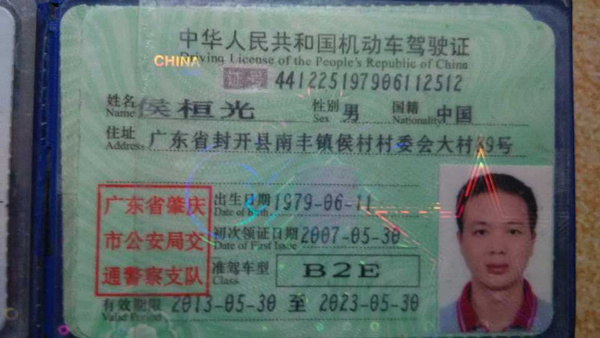 中华人民共和国机动车驾驶证
Driving License of the People's Republic of China
CHINA
证号 441225197906112512
姓名 侯桓光 性别 男 国籍 中国
Name Sex Nationality
住址 广东省封开县南丰镇侯村村委会大村89号
Address
广东省肇庆
市公安局交
通警察支队
出生日期 1979-06-11
Date of Birth
初次领证日期 2007-05-30
Date of First Issue
准驾车型 B2E
Class
有效期限 2013-05-30 至 2023-05-30
Valid Period